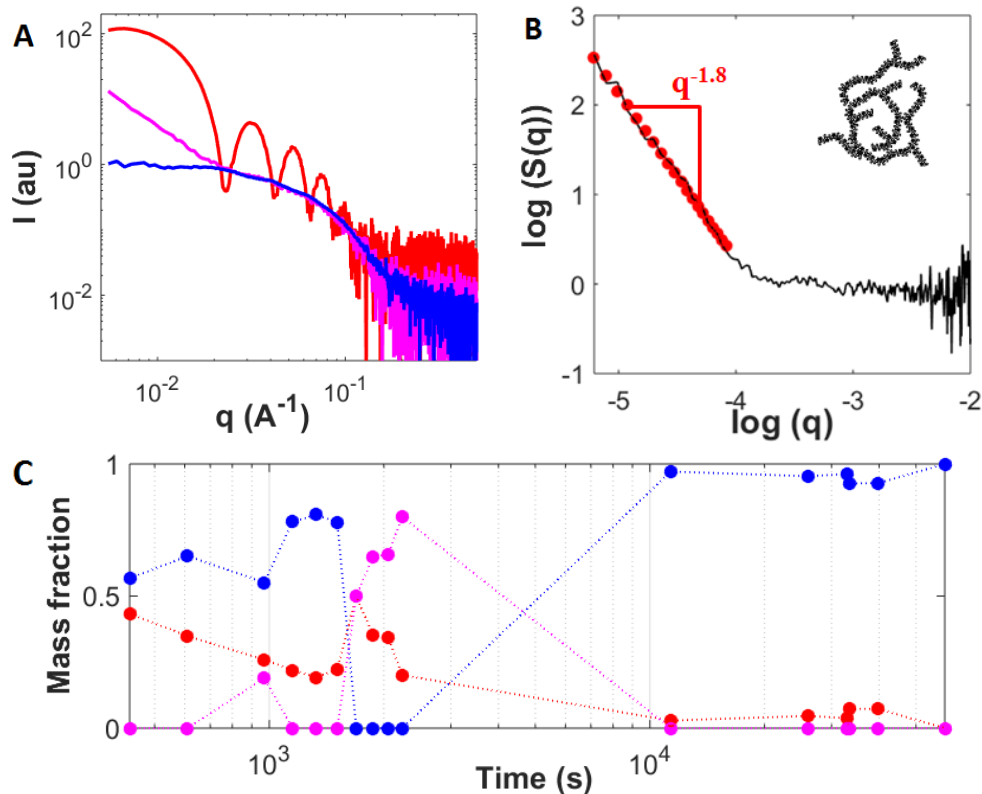 A
10^2
10^0
10^-2
I (au)
10^-2
10^-1
q (A^-1)
B
3
2
1
0
-1
log (S(q))
q^-1.8
-5
-4
-3
-2
log (q)
C
1
0.5
0
Mass fraction
10^3
10^4
Time (s)